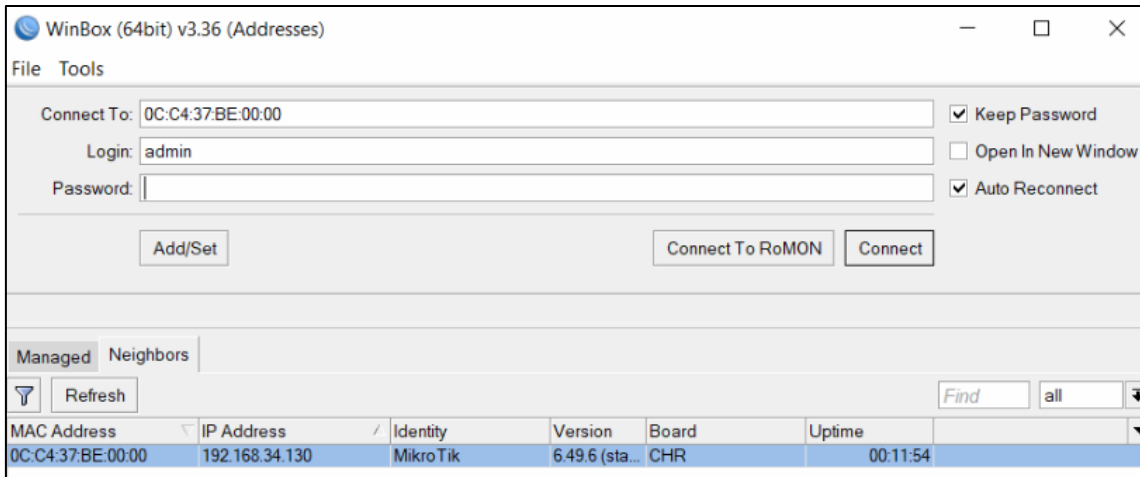 WinBox (64bit) v3.36 (Addresses)
File Tools
Connect To: 0C:C4:37:BE:00:00
Keep Password
Login: admin
Open In New Window
Password:
Auto Reconnect
Add/Set Connect To RoMON Connect
Managed Neighbors
Refresh Find all
MAC Address IP Address Identity Version Board Uptime
0C:C4:37:BE:00:00 192.168.34.130 MikroTik 6.49.6 (sta... CHR 00:11:54